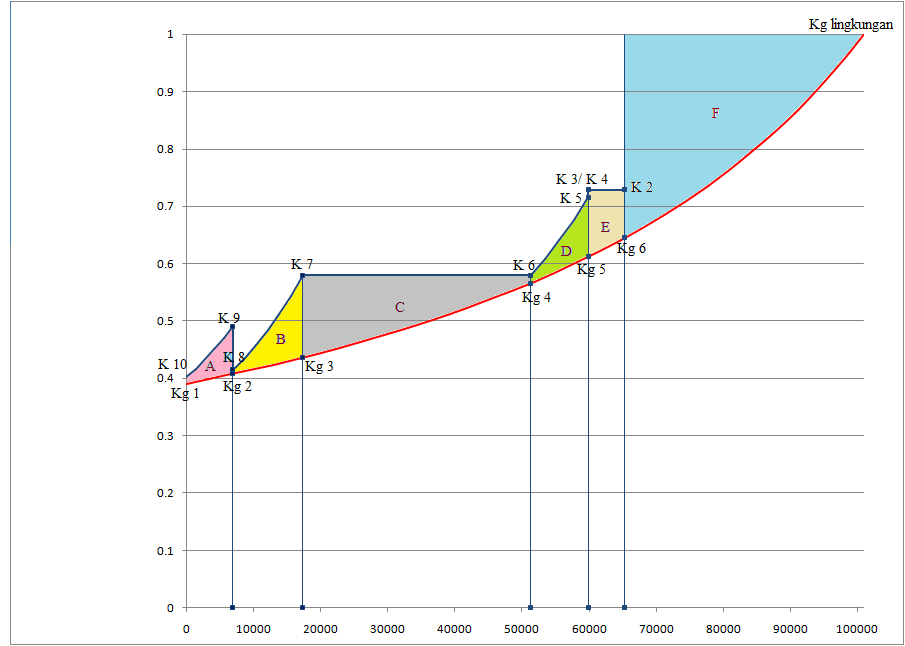 Kg lingkungan
1
0.9
F
0.8
K 3/ K 4
K 2
0.7
K 5
E
D
Kg 6
0.6
K 7
K 6
Kg 5
Kg 4
C
0.5
K 9
B
K 10
A
K 8
Kg 3
0.4
Kg 1
Kg 2
0.3
0.2
0.1
0
0 10000 20000 30000 40000 50000 60000 70000 80000 90000 100000